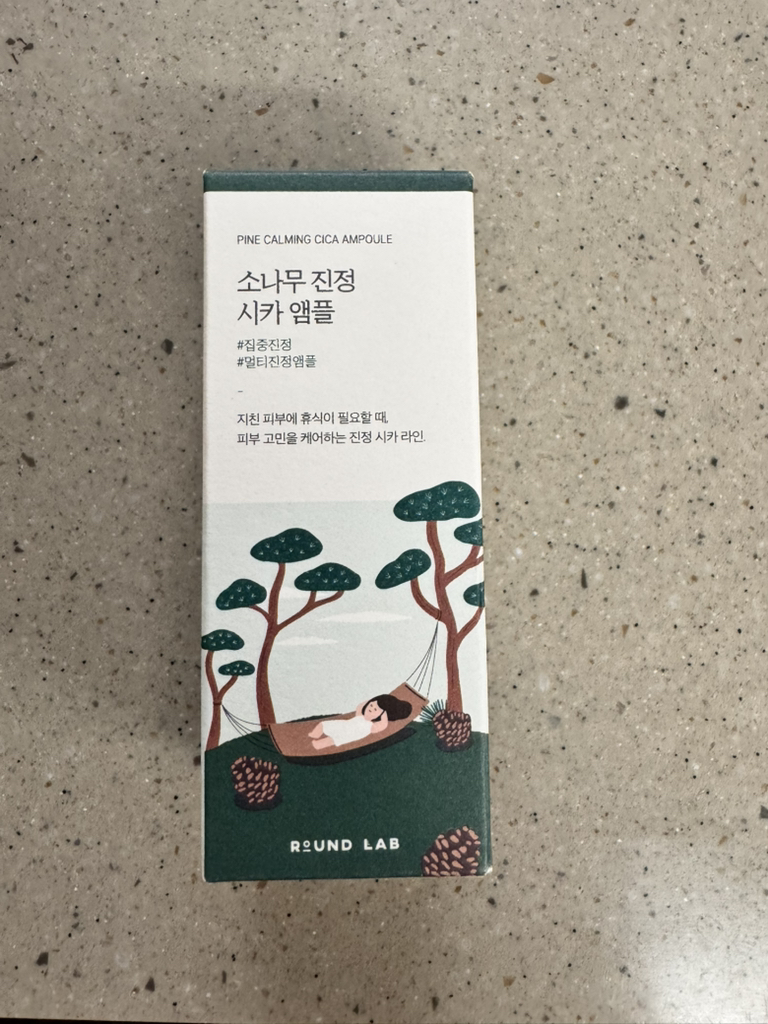 PINE CALMING CICA AMPOULE
소나무 진정
시카 앰플
#집중진정
#멀티진정앰플
-
지친 피부에 휴식이 필요할 때,
피부 고민을 케어하는 진정 시카 라인.
ROUND LAB